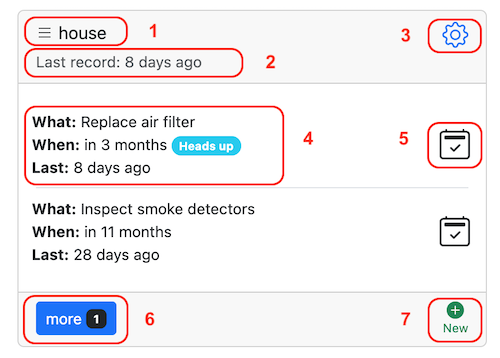 house 1
Last record: 8 days ago 2
3
What: Replace air filter
When: in 3 months Heads up
Last: 8 days ago
4
5
What: Inspect smoke detectors
When: in 11 months
Last: 28 days ago
more 1 6
7
New